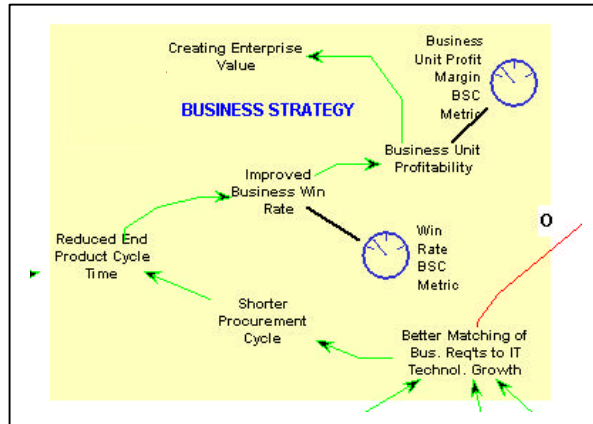 Creating Enterprise
Value
Business
Unit Profit
Margin
BSC
Metric
BUSINESS STRATEGY
Business Unit
Profitability
Improved
Business Win
Rate
Win
Rate
BSC
Metric
O
Reduced End
Product Cycle
Time
Shorter
Procurement
Cycle
Better Matching of
Bus. Req'ts to IT
Technol. Growth